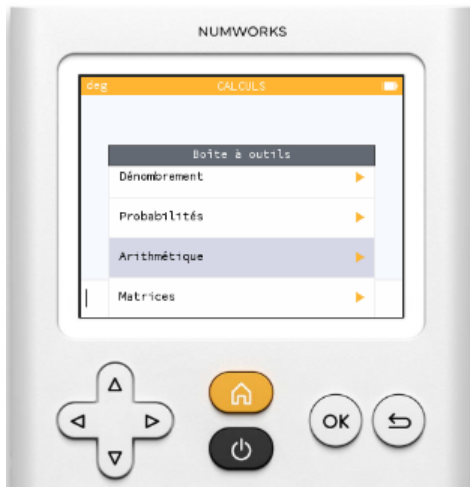 NUMWORKS
deg CALCULS
Boîte à outils
Dénombrement
Probabilités
Arithmétique
Matrices
OK